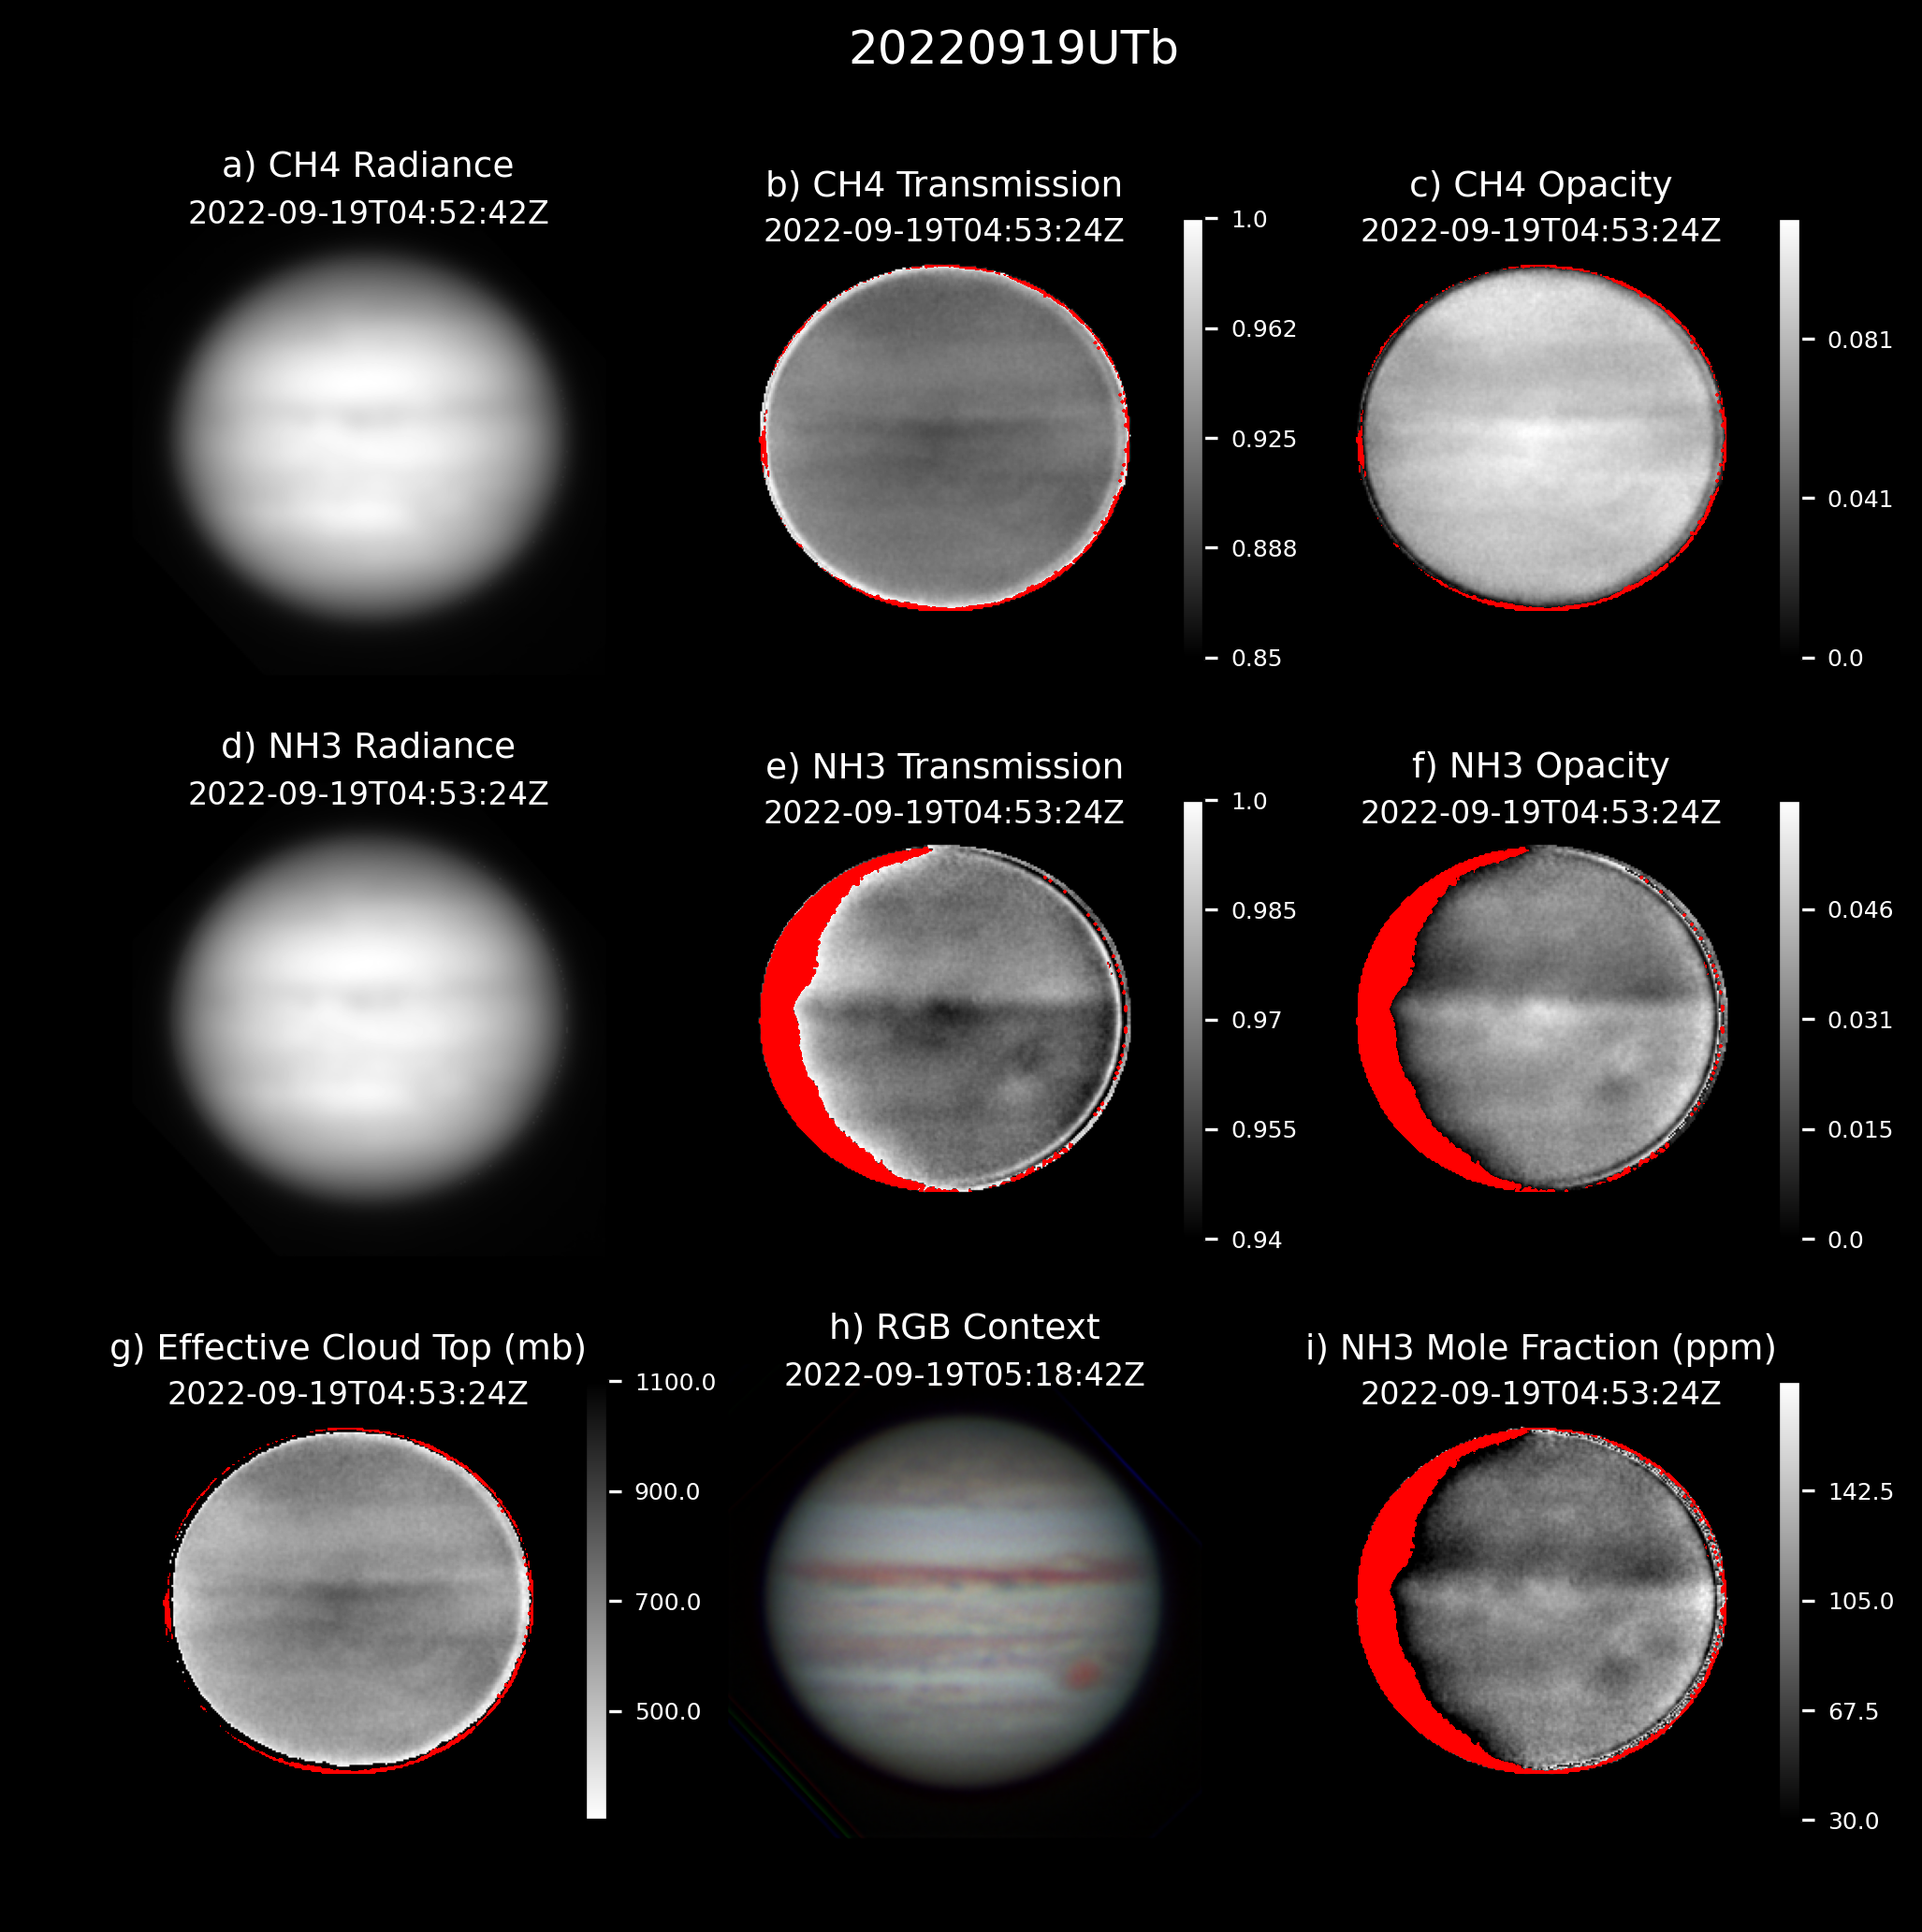 20220919UTb
a) CH4 Radiance
2022-09-19T04:52:42Z
b) CH4 Transmission
2022-09-19T04:53:24Z
1.0
0.962
0.925
0.888
0.85
c) CH4 Opacity
2022-09-19T04:53:24Z
0.081
0.041
0.0
d) NH3 Radiance
2022-09-19T04:53:24Z
e) NH3 Transmission
2022-09-19T04:53:24Z
1.0
0.985
0.97
0.955
0.94
f) NH3 Opacity
2022-09-19T04:53:24Z
0.046
0.031
0.015
0.0
g) Effective Cloud Top (mb)
2022-09-19T04:53:24Z
1100.0
900.0
700.0
500.0
h) RGB Context
2022-09-19T05:18:42Z
i) NH3 Mole Fraction (ppm)
2022-09-19T04:53:24Z
142.5
105.0
67.5
30.0